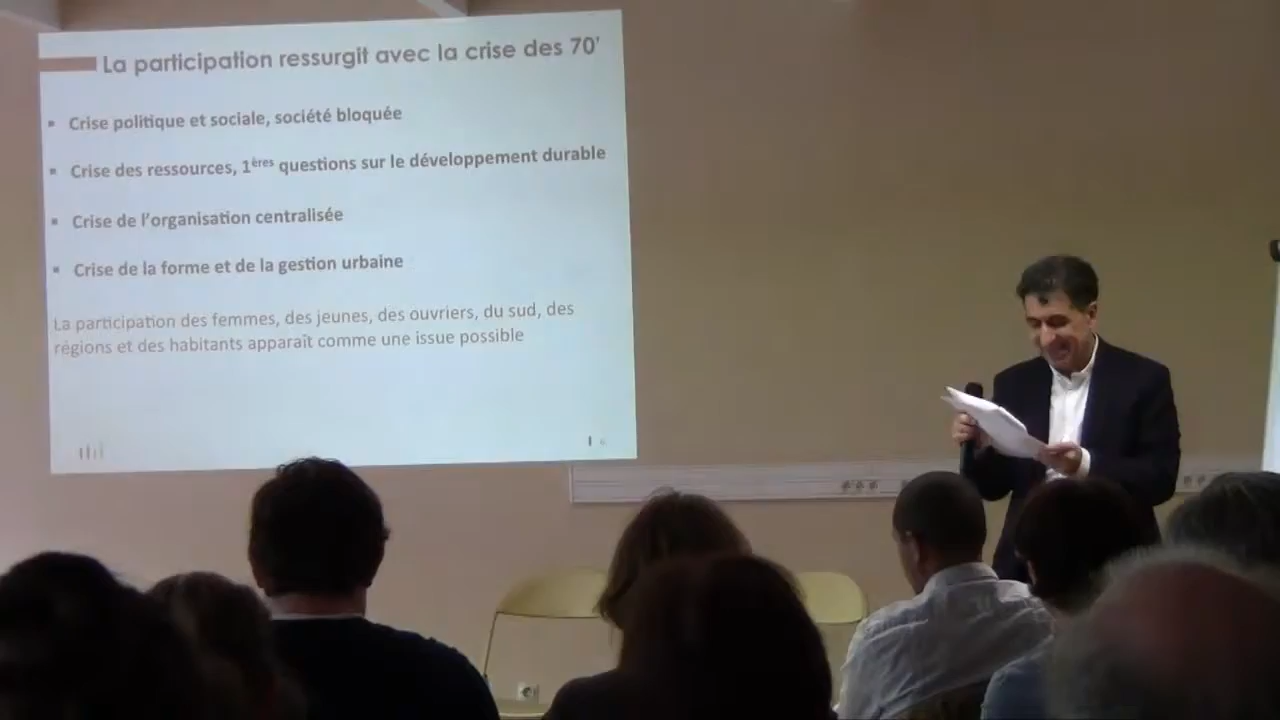 La participation ressurgit avec la crise des 70'
▪ Crise politique et sociale, société bloquée
▪ Crise des ressources, 1ères questions sur le développement durable
▪ Crise de l'organisation centralisée
▪ Crise de la forme et de la gestion urbaine
La participation des femmes, des jeunes, des ouvriers, du sud, des
régions et des habitants apparaît comme une issue possible